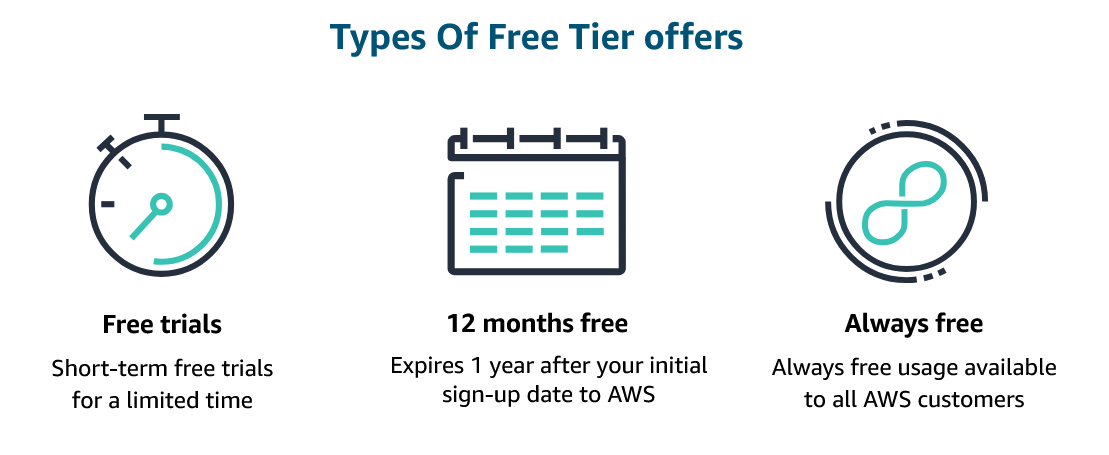 Types Of Free Tier offers
Free trials
Short-term free trials
for a limited time
12 months free
Expires 1 year after your initial
sign-up date to AWS
Always free
Always free usage available
to all AWS customers